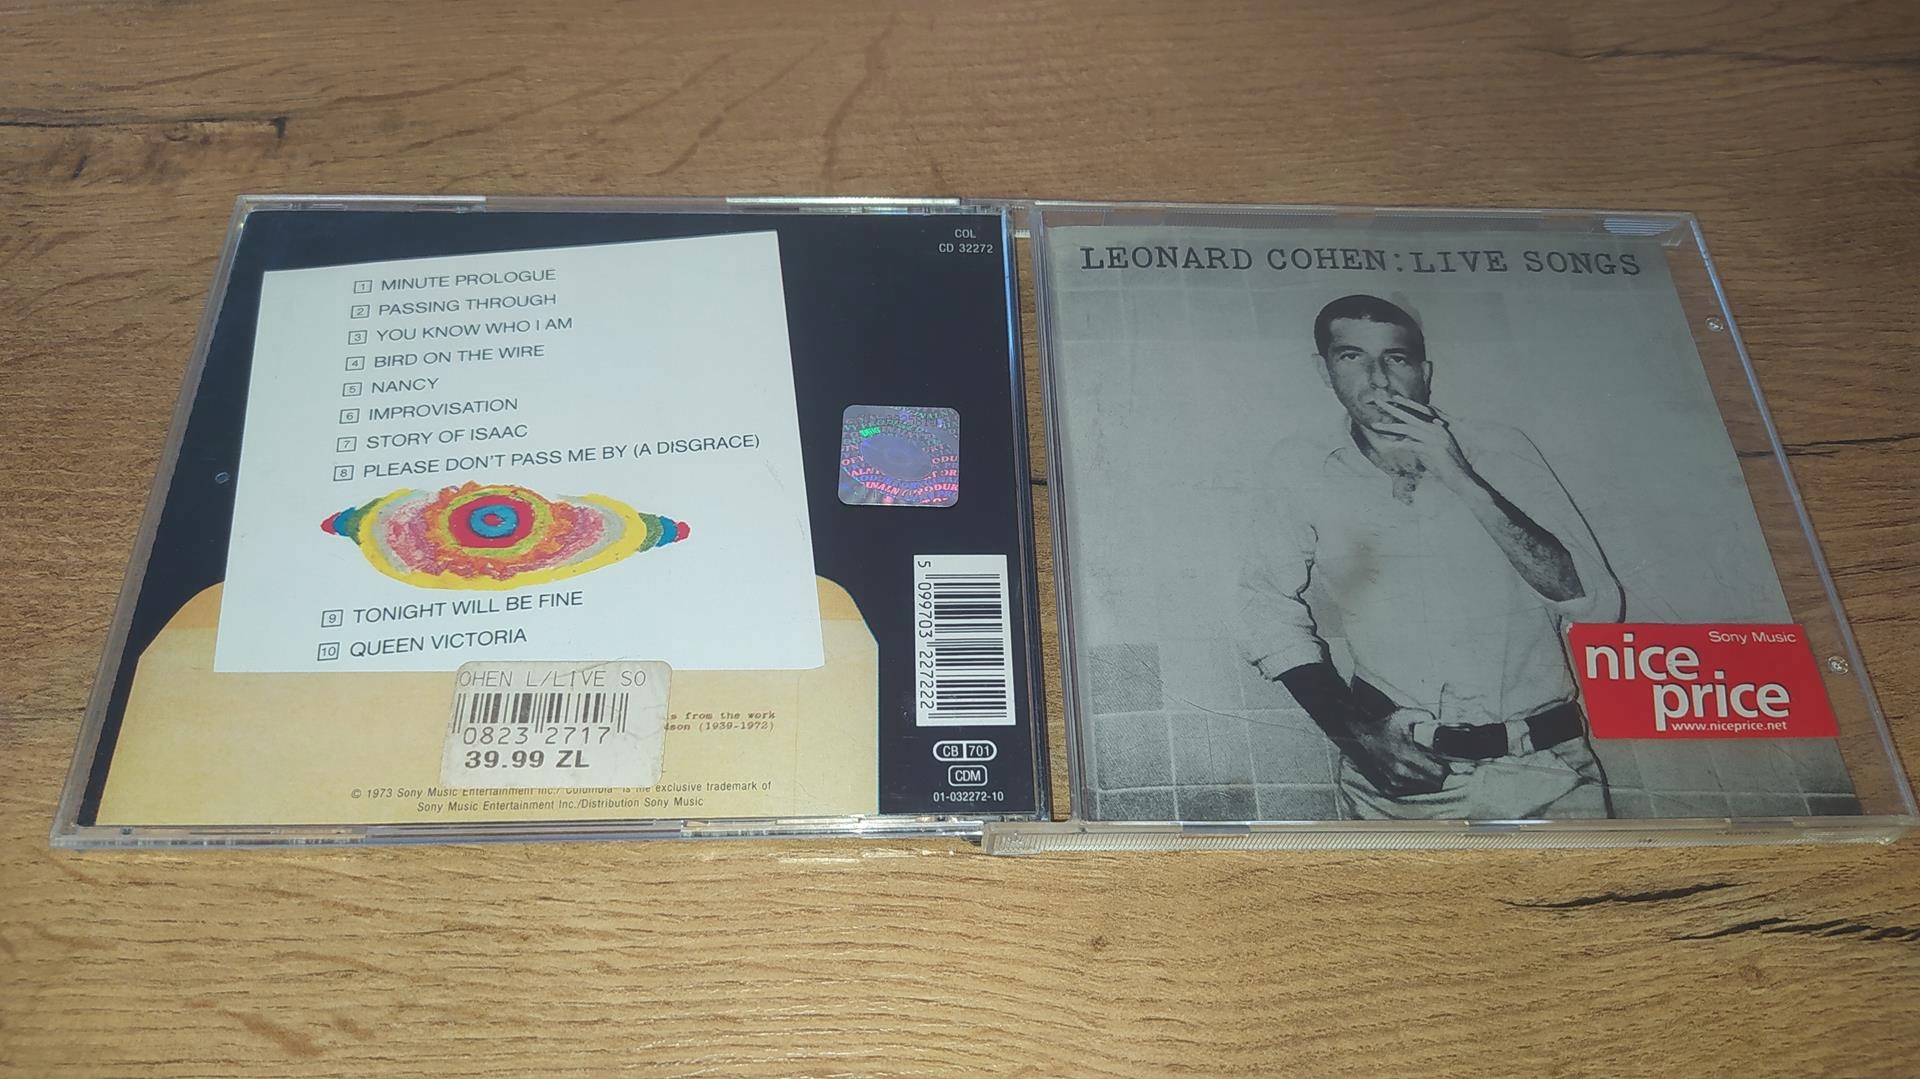 COL
CD 32272
1 MINUTE PROLOGUE
2 PASSING THROUGH
3 YOU KNOW WHO I AM
4 BIRD ON THE WIRE
5 NANCY
6 IMPROVISATION
7 STORY OF ISAAC
8 PLEASE DON'T PASS ME BY (A DISGRACE)
9 TONIGHT WILL BE FINE
10 QUEEN VICTORIA
OHEN L/LIVE SO
0823 2717
39.99 ZL
from the work
(1939-1972)
© 1973 Sony Music Entertainment Inc./ Columbia is the exclusive trademark of
Sony Music Entertainment Inc./Distribution Sony Music
5 099703 227222
CB 701
CDM
01-032272-10
LEONARD COHEN: LIVE SONGS
Sony Music
nice
price
www.niceprice.net